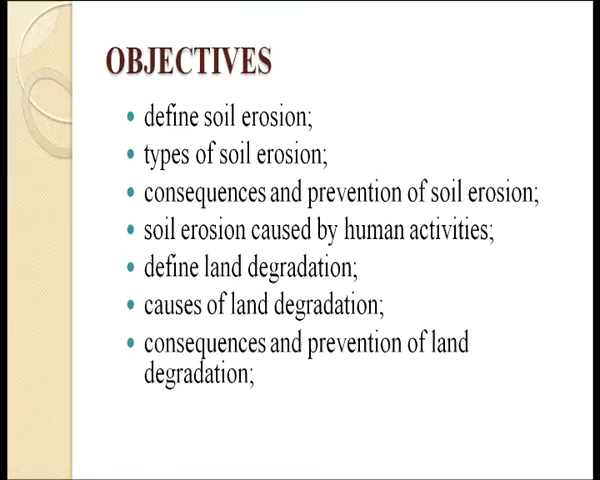 OBJECTIVES
• define soil erosion;
• types of soil erosion;
• consequences and prevention of soil erosion;
• soil erosion caused by human activities;
• define land degradation;
• causes of land degradation;
• consequences and prevention of land
degradation;